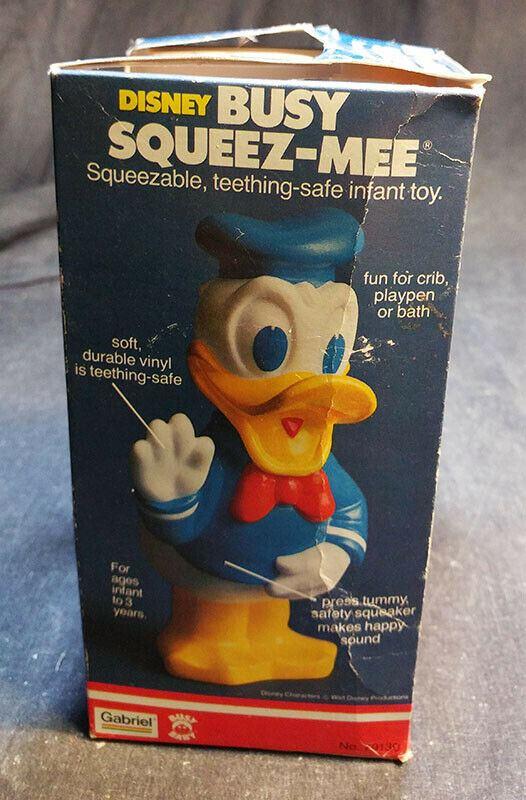 DISNEY BUSY
SQUEEZ-MEE®
Squeezable, teething-safe infant toy.
fun for crib,
playpen
or bath
soft,
durable vinyl
is teething-safe
For
ages
infant
to 3
years.
press tummy,
safety squeaker
makes happy
sound
Disney Characters © Walt Disney Productions
Gabriel
BUSY
BABY
No.